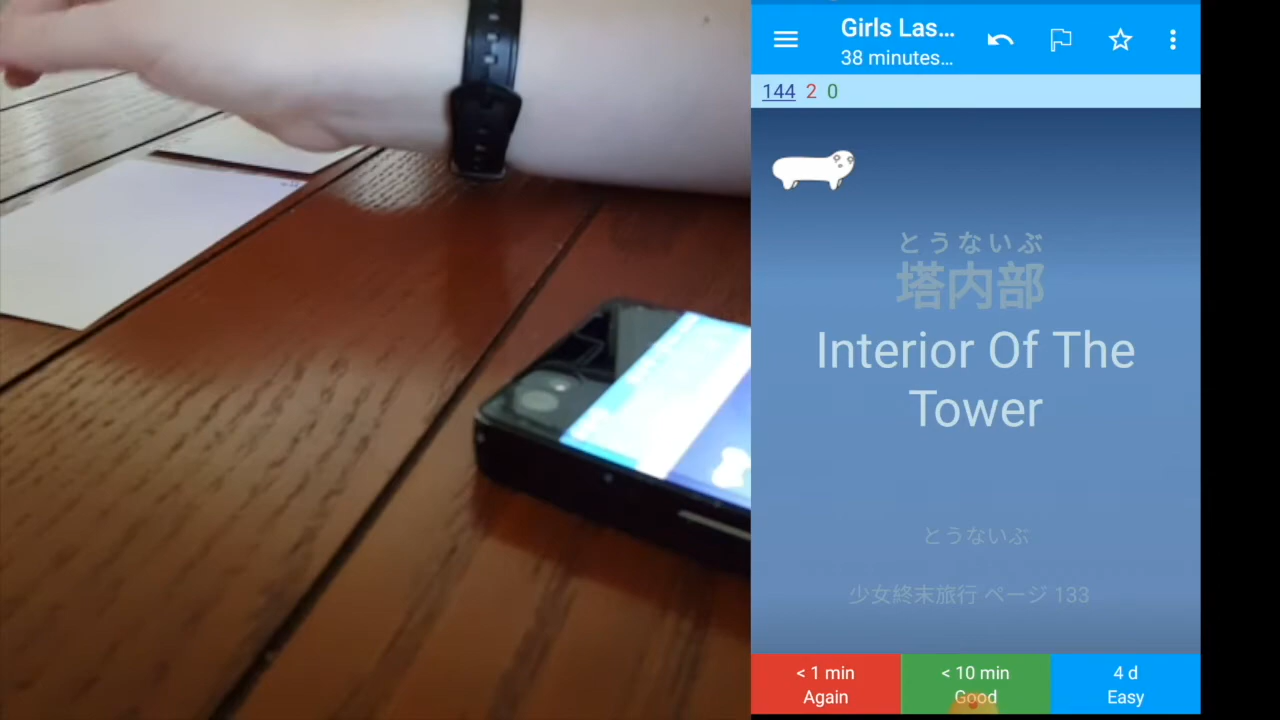 Girls Las...
38 minutes...
144 2 0
とうないぶ
塔内部
Interior Of The
Tower
とうないぶ
少女終末旅行 ページ 133
< 1 min
Again
< 10 min
Good
4 d
Easy